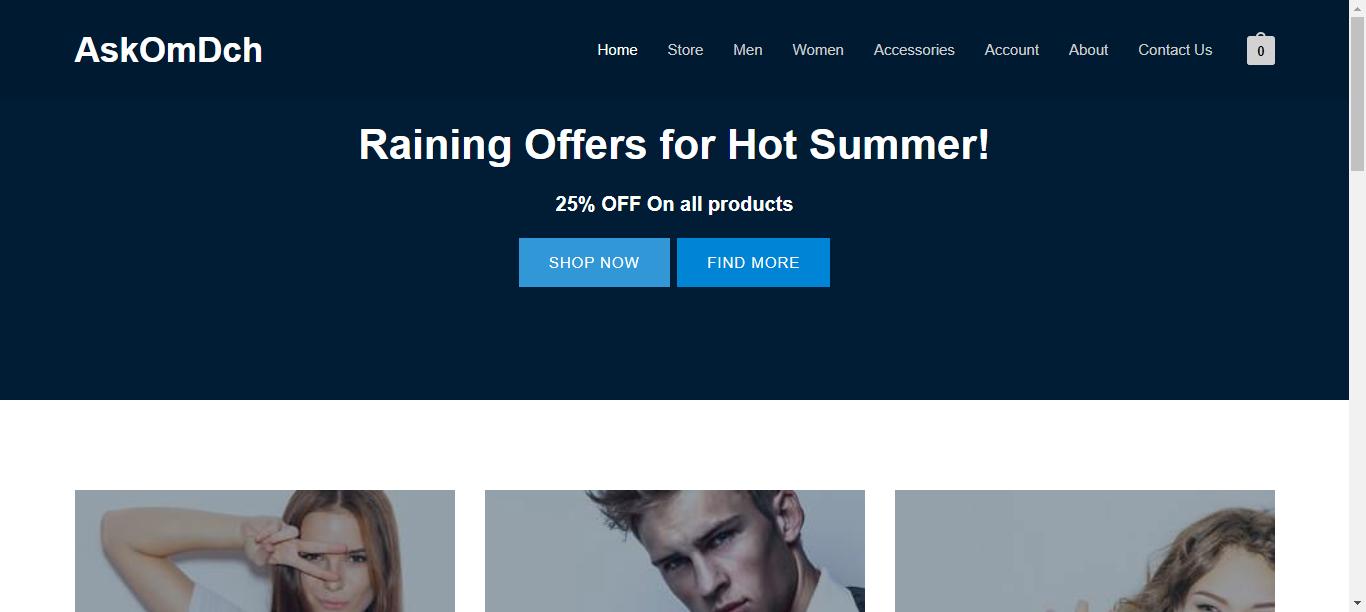 AskOmDch
Home Store Men Women Accessories Account About Contact Us 0
Raining Offers for Hot Summer!
25% OFF On all products
SHOP NOW FIND MORE